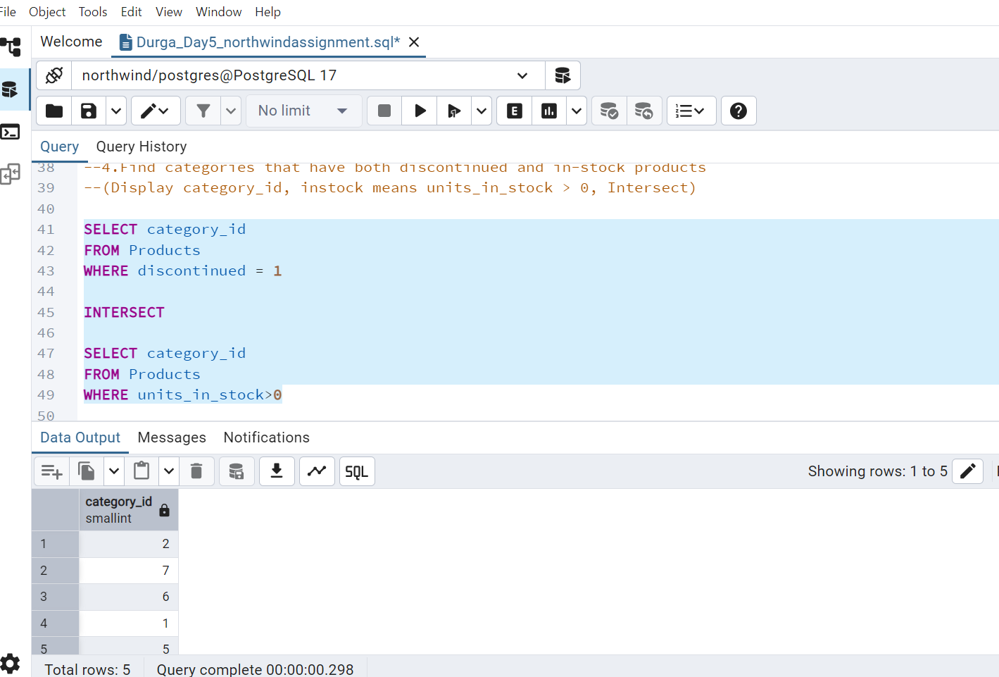 File Object Tools Edit View Window Help
Welcome Durga_Day5_northwindassignment.sql*
northwind/postgres@PostgreSQL 17
No limit E
Query Query History
38 --4.Find categories that have both discontinued and in-stock products
39 --(Display category_id, instock means units_in_stock > 0, Intersect)
40
41 SELECT category_id
42 FROM Products
43 WHERE discontinued = 1
44
45 INTERSECT
46
47 SELECT category_id
48 FROM Products
49 WHERE units_in_stock>0
50
Data Output Messages Notifications
SQL Showing rows: 1 to 5
category_id
smallint
1 2
2 7
3 6
4 1
5 5
Total rows: 5 Query complete 00:00:00.298